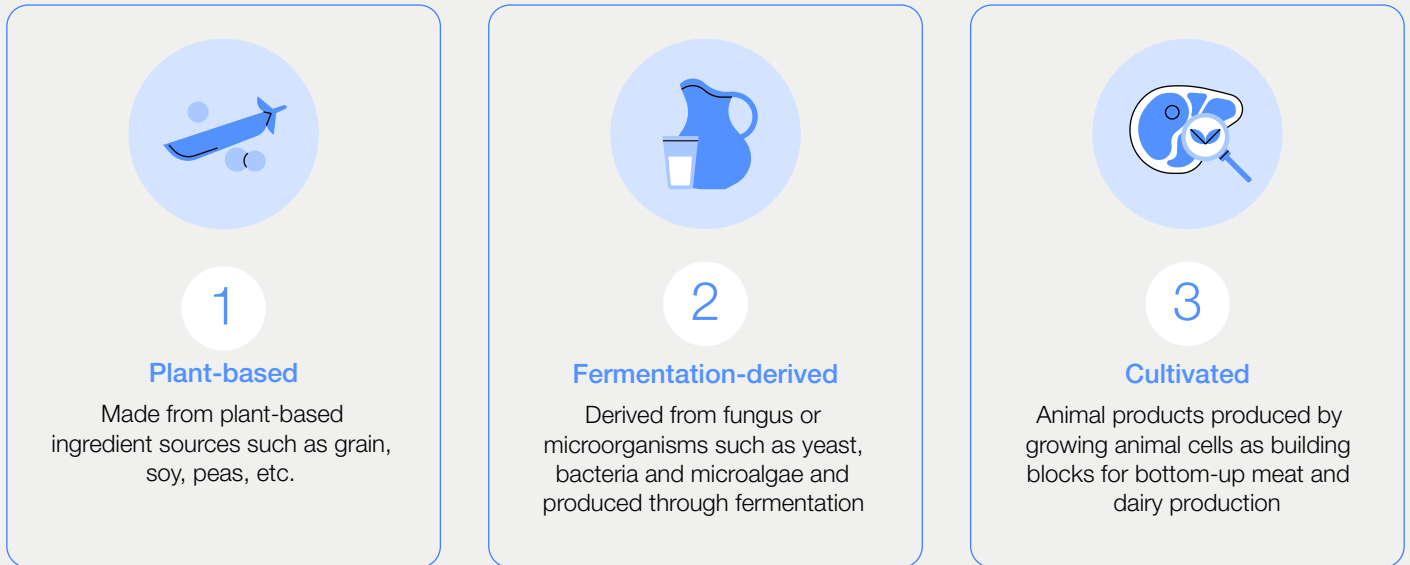 1
Plant-based
Made from plant-based
ingredient sources such as grain,
soy, peas, etc.
2
Fermentation-derived
Derived from fungus or
microorganisms such as yeast,
bacteria and microalgae and
produced through fermentation
3
Cultivated
Animal products produced by
growing animal cells as building
blocks for bottom-up meat and
dairy production